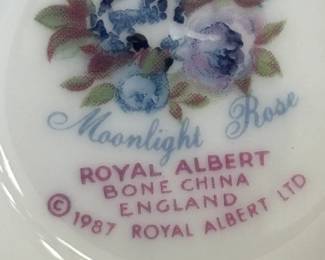 Moonlight Rose
ROYAL ALBERT
BONE CHINA
ENGLAND
© 1987 ROYAL ALBERT LTD